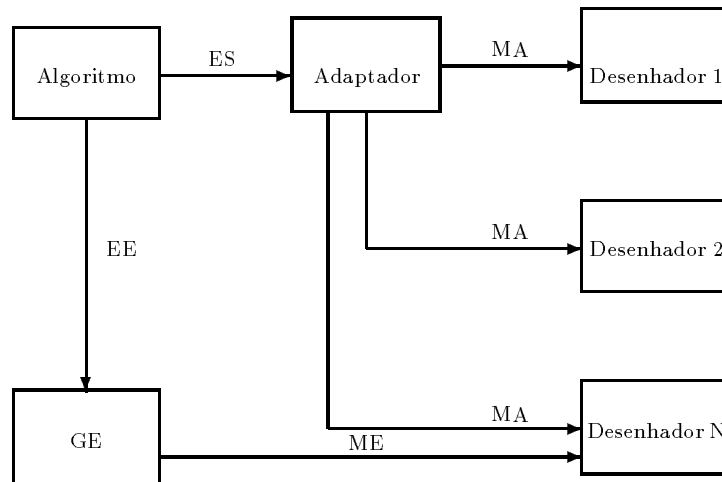 ES
MA
Algoritmo
Adaptador
Desenhador 1
MA
EE
Desenhador 2
MA
GE
ME
Desenhador N